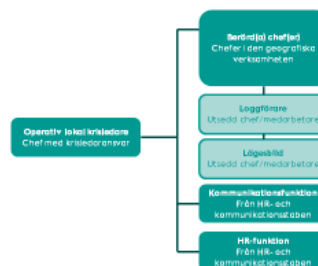 Berörd(a) chef(er)
Chefer i den geografiska
verksamheten
Loggförare
Utsedd chef/medarbetare
Operativ lokal krisledare
Chef med krisledaransvar
Lägesbild
Utsedd chef/medarbetare
Kommunikationsfunktion
Från HR- och
kommunikationsstaben
HR-funktion
Från HR- och
kommunikationsstaben